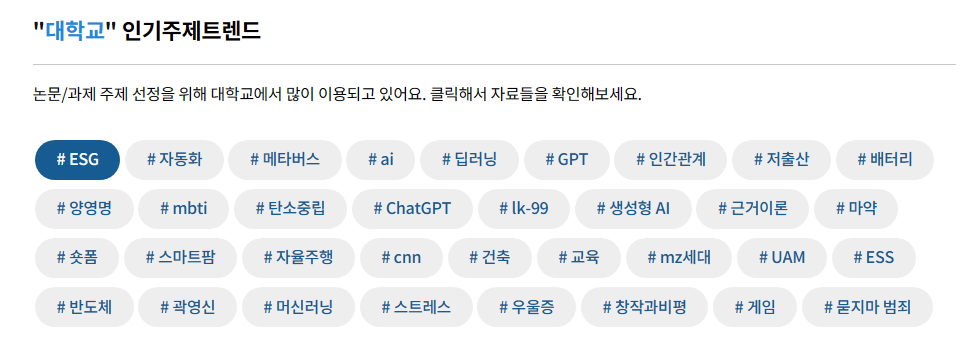 "대학교" 인기주제트렌드
논문/과제 주제 선정을 위해 대학교에서 많이 이용되고 있어요. 클릭해서 자료들을 확인해보세요.
# ESG # 자동화 # 메타버스 # ai # 딥러닝 # GPT # 인간관계 # 저출산 # 배터리
# 양영명 # mbti # 탄소중립 # ChatGPT # lk-99 # 생성형 AI # 근거이론 # 마약
# 숏폼 # 스마트팜 # 자율주행 # cnn # 건축 # 교육 # mz세대 # UAM # ESS
# 반도체 # 곽영신 # 머신러닝 # 스트레스 # 우울증 # 창작과비평 # 게임 # 묻지마 범죄